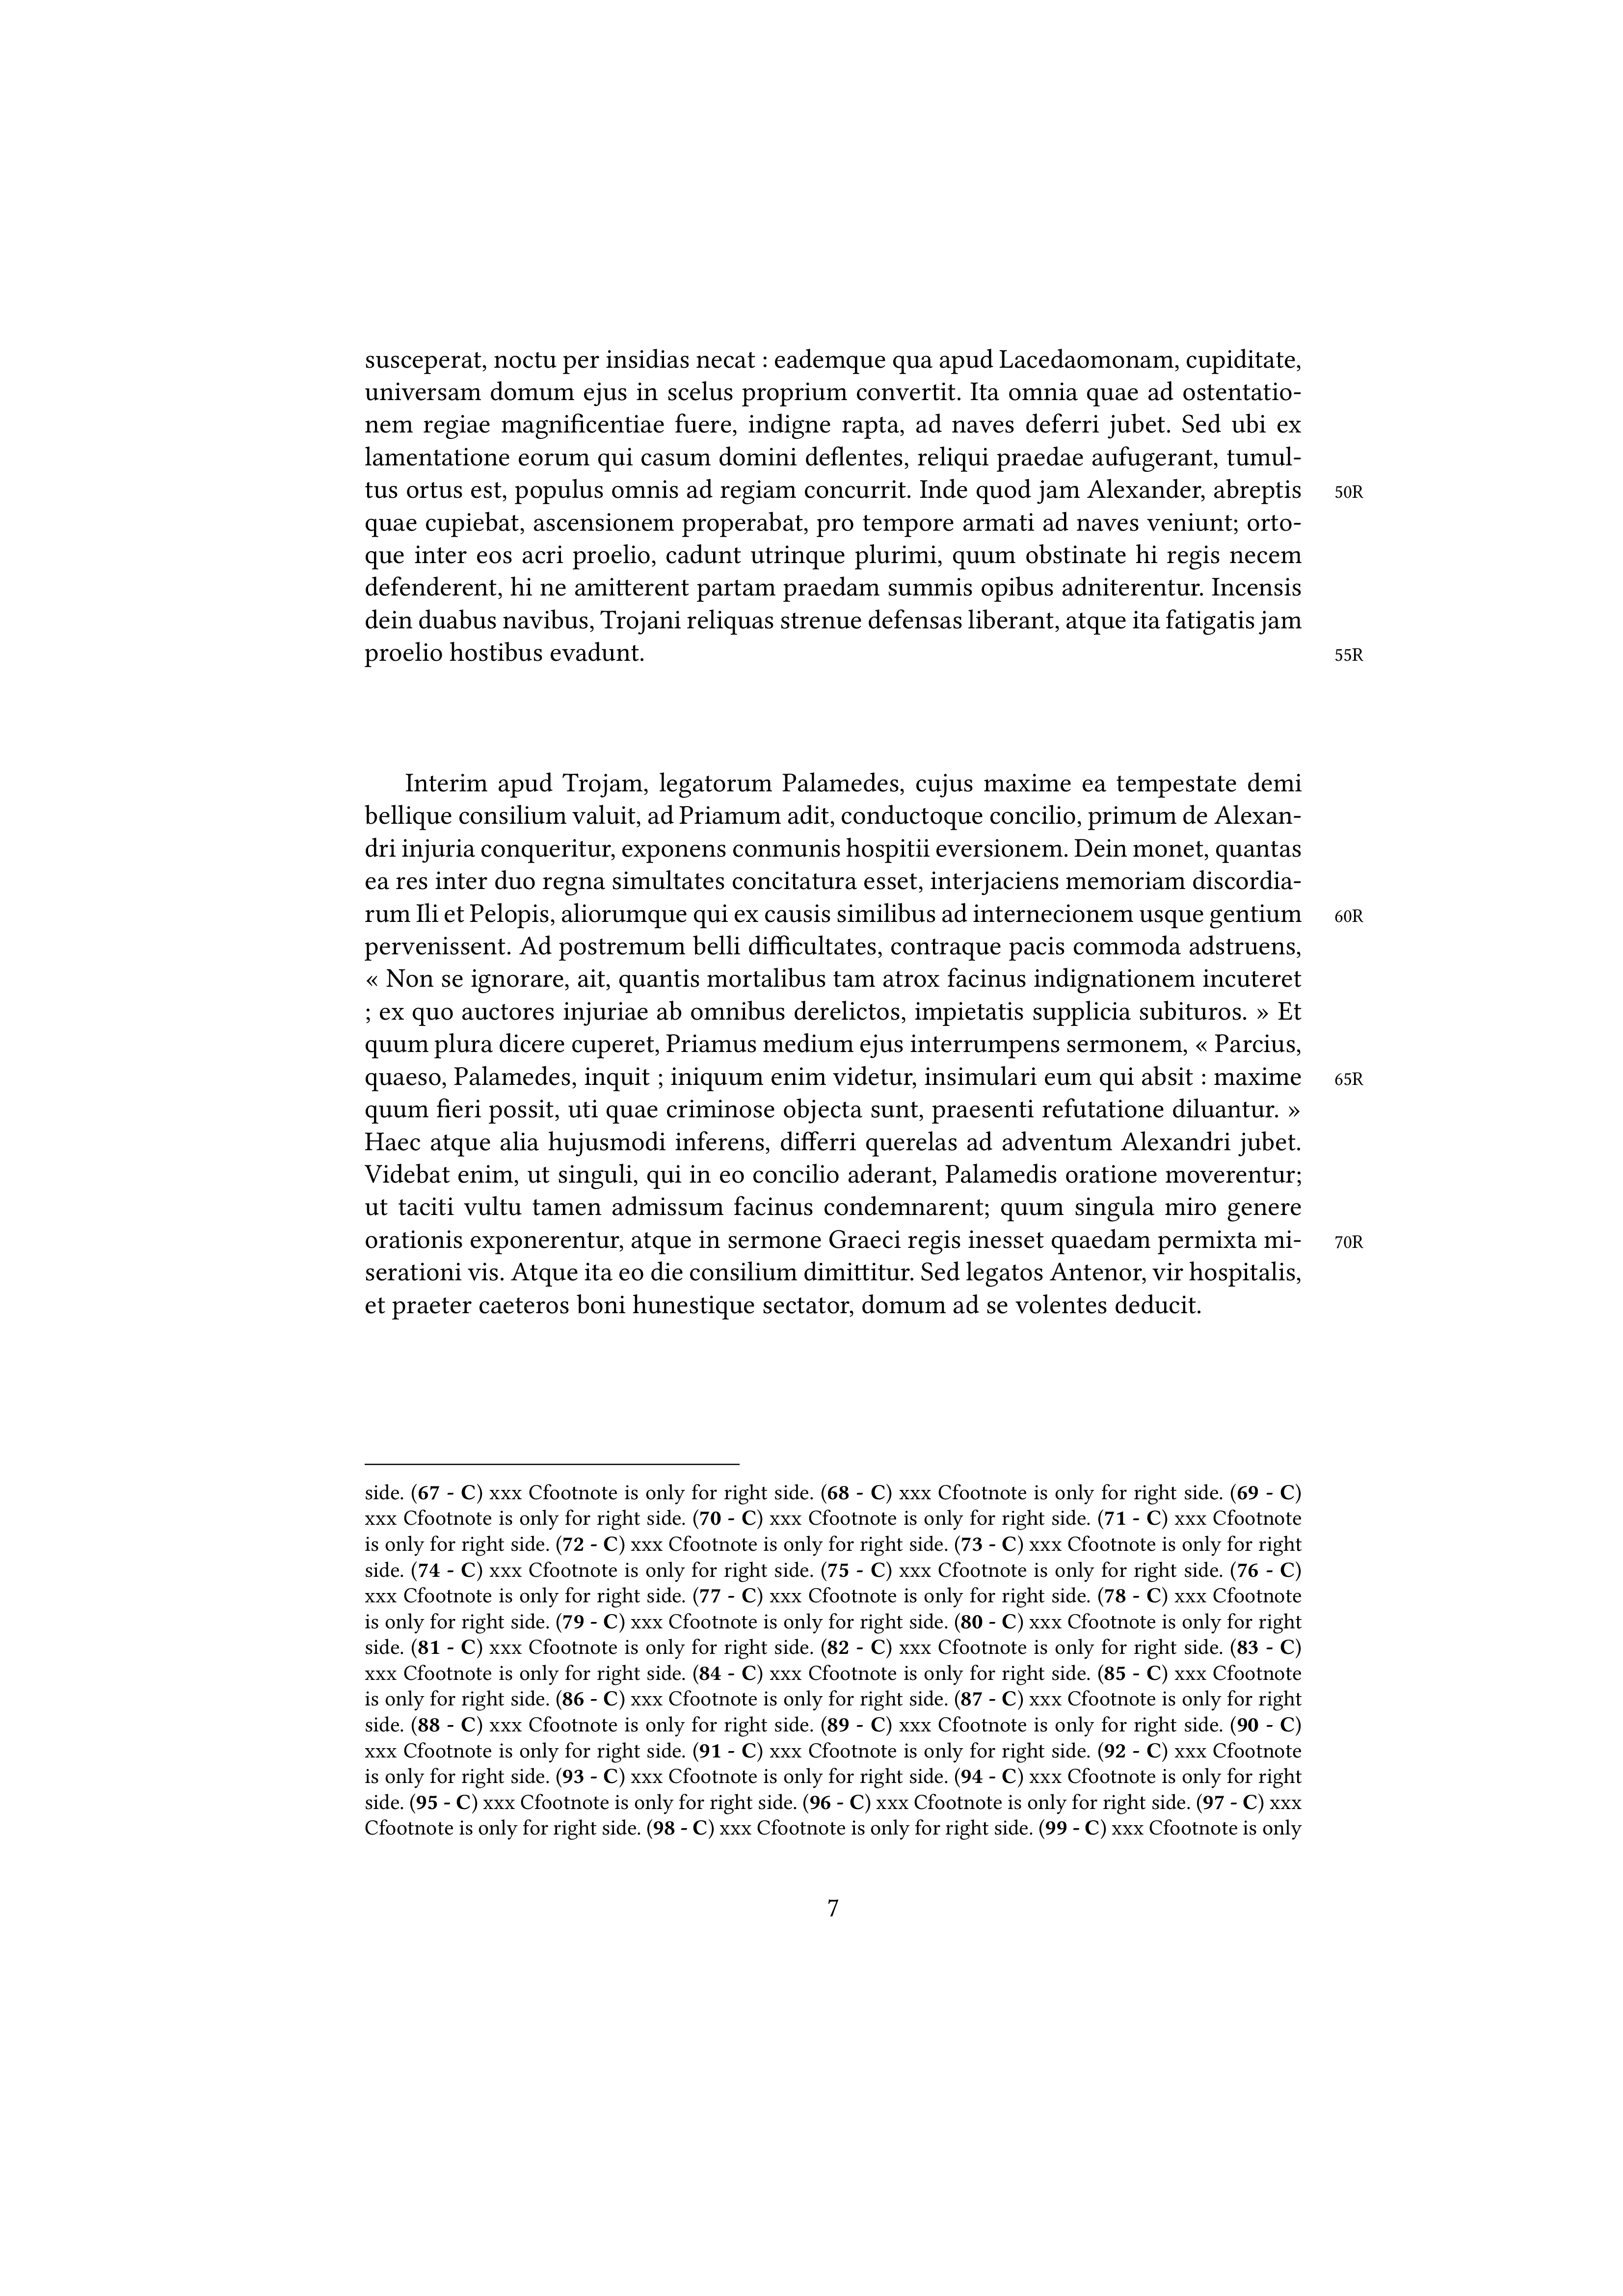 susceperat, noctu per insidias necat : eademque qua apud Lacedaomonam, cupiditate,
universam domum ejus in scelus proprium convertit. Ita omnia quae ad ostentatio-
nem regiae magnificentiae fuere, indigne rapta, ad naves deferri jubet. Sed ubi ex
lamentatione eorum qui casum domini deflentes, reliqui praedae aufugerant, tumul-
tus ortus est, populus omnis ad regiam concurrit. Inde quod jam Alexander, abreptis 50R
quae cupiebat, ascensionem properabat, pro tempore armati ad naves veniunt; orto-
que inter eos acri proelio, cadunt utrinque plurimi, quum obstinate hi regis necem
defenderent, hi ne amitterent partam praedam summis opibus adniterentur. Incensis
dein duabus navibus, Trojani reliquas strenue defensas liberant, atque ita fatigatis jam
proelio hostibus evadunt. 55R
Interim apud Trojam, legatorum Palamedes, cujus maxime ea tempestate demi
bellique consilium valuit, ad Priamum adit, conductoque concilio, primum de Alexan-
dri injuria conqueritur, exponens conmunis hospitii eversionem. Dein monet, quantas
ea res inter duo regna simultates concitatura esset, interjaciens memoriam discordia-
rum Ili et Pelopis, aliorumque qui ex causis similibus ad internecionem usque gentium 60R
pervenissent. Ad postremum belli difficultates, contraque pacis commoda adstruens,
« Non se ignorare, ait, quantis mortalibus tam atrox facinus indignationem incuteret
; ex quo auctores injuriae ab omnibus derelictos, impietatis supplicia subituros. » Et
quum plura dicere cuperet, Priamus medium ejus interrumpens sermonem, « Parcius,
quaeso, Palamedes, inquit ; iniquum enim videtur, insimulari eum qui absit : maxime 65R
quum fieri possit, uti quae criminose objecta sunt, praesenti refutatione diluantur. »
Haec atque alia hujusmodi inferens, differri querelas ad adventum Alexandri jubet.
Videbat enim, ut singuli, qui in eo concilio aderant, Palamedis oratione moverentur;
ut taciti vultu tamen admissum facinus condemnarent; quum singula miro genere
orationis exponerentur, atque in sermone Graeci regis inesset quaedam permixta mi- 70R
serationi vis. Atque ita eo die consilium dimittitur. Sed legatos Antenor, vir hospitalis,
et praeter caeteros boni hunestique sectator, domum ad se volentes deducit.
side. (67 - C) xxx Cfootnote is only for right side. (68 - C) xxx Cfootnote is only for right side. (69 - C)
xxx Cfootnote is only for right side. (70 - C) xxx Cfootnote is only for right side. (71 - C) xxx Cfootnote
is only for right side. (72 - C) xxx Cfootnote is only for right side. (73 - C) xxx Cfootnote is only for right
side. (74 - C) xxx Cfootnote is only for right side. (75 - C) xxx Cfootnote is only for right side. (76 - C)
xxx Cfootnote is only for right side. (77 - C) xxx Cfootnote is only for right side. (78 - C) xxx Cfootnote
is only for right side. (79 - C) xxx Cfootnote is only for right side. (80 - C) xxx Cfootnote is only for right
side. (81 - C) xxx Cfootnote is only for right side. (82 - C) xxx Cfootnote is only for right side. (83 - C)
xxx Cfootnote is only for right side. (84 - C) xxx Cfootnote is only for right side. (85 - C) xxx Cfootnote
is only for right side. (86 - C) xxx Cfootnote is only for right side. (87 - C) xxx Cfootnote is only for right
side. (88 - C) xxx Cfootnote is only for right side. (89 - C) xxx Cfootnote is only for right side. (90 - C)
xxx Cfootnote is only for right side. (91 - C) xxx Cfootnote is only for right side. (92 - C) xxx Cfootnote
is only for right side. (93 - C) xxx Cfootnote is only for right side. (94 - C) xxx Cfootnote is only for right
side. (95 - C) xxx Cfootnote is only for right side. (96 - C) xxx Cfootnote is only for right side. (97 - C) xxx
Cfootnote is only for right side. (98 - C) xxx Cfootnote is only for right side. (99 - C) xxx Cfootnote is only
7